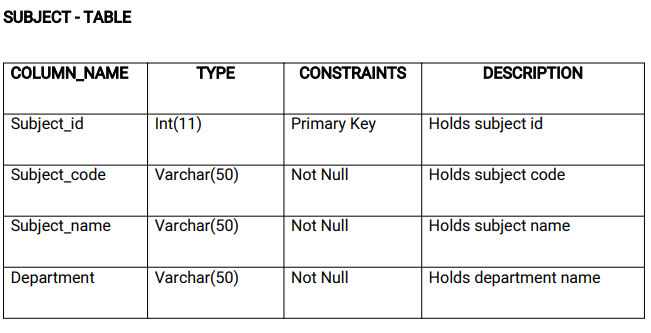 SUBJECT - TABLE
COLUMN_NAME TYPE CONSTRAINTS DESCRIPTION
Subject_id Int(11) Primary Key Holds subject id
Subject_code Varchar(50) Not Null Holds subject code
Subject_name Varchar(50) Not Null Holds subject name
Department Varchar(50) Not Null Holds department name